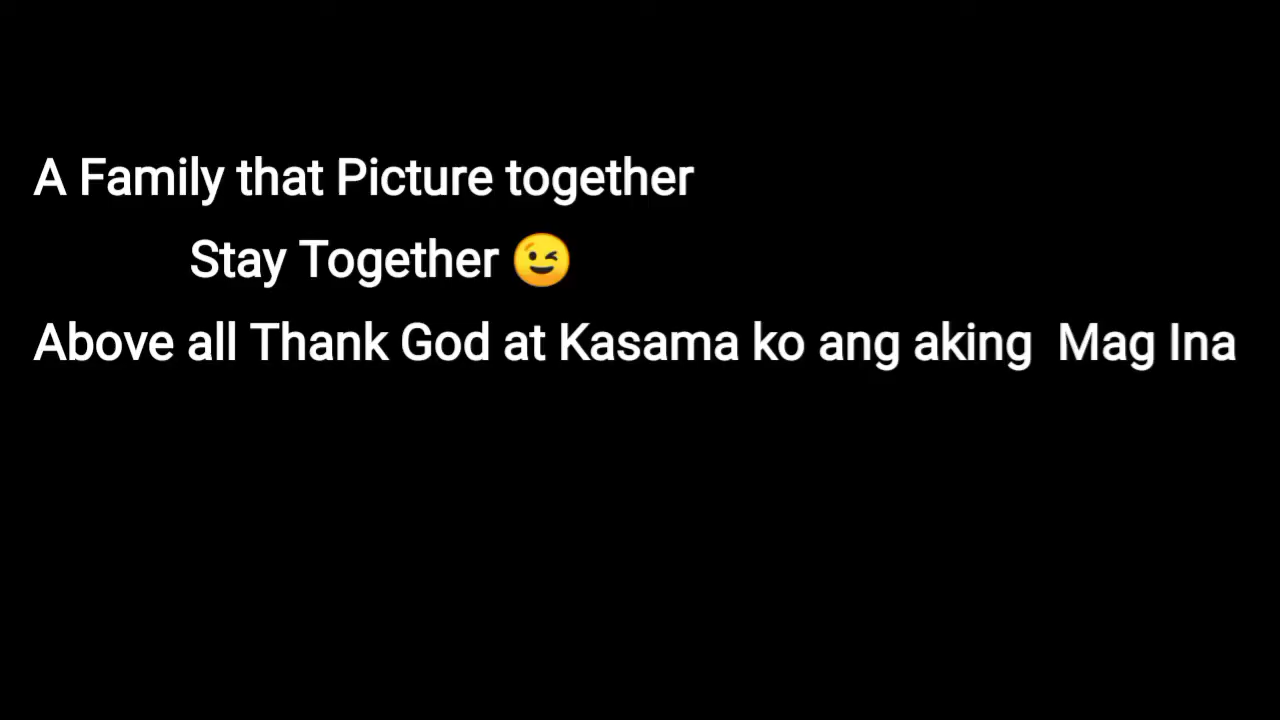 A Family that Picture together
Stay Together 😉
Above all Thank God at Kasama ko ang aking  Mag Ina